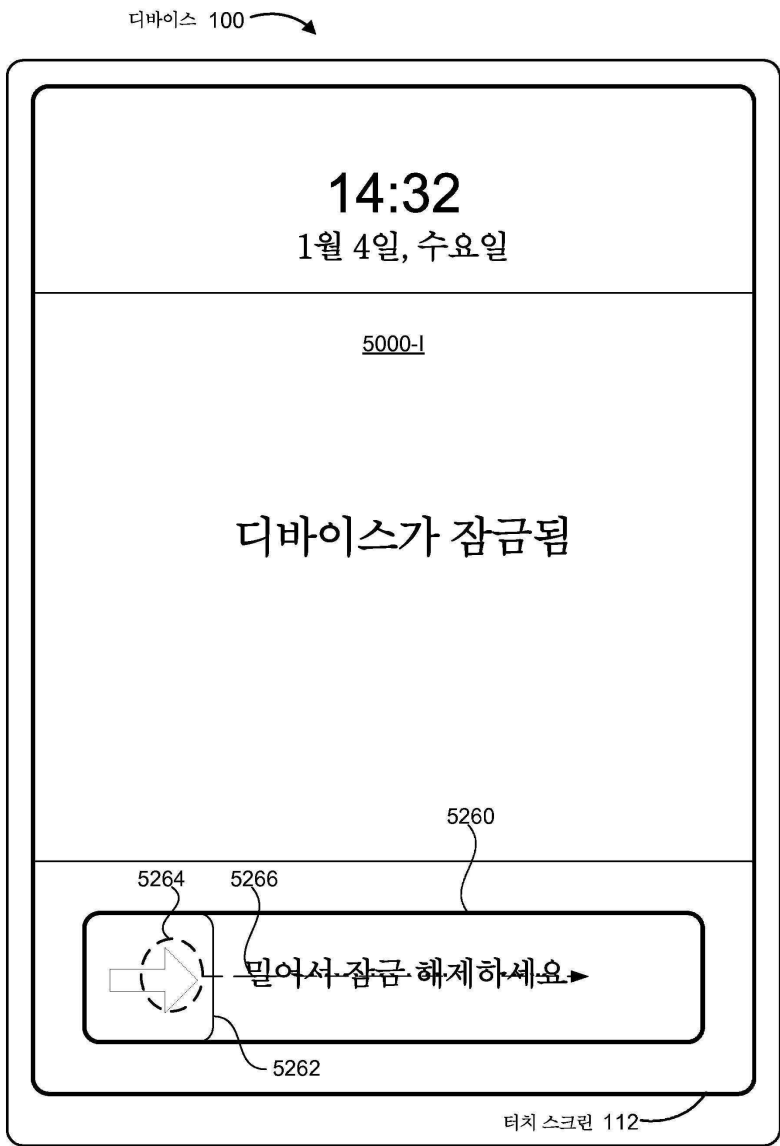 디바이스 100
14:32
1월 4일, 수요일
5000-I
디바이스가 잠금됨
5260
5264 5266
밀어서 잠금 해제하세요
5262
터치 스크린 112